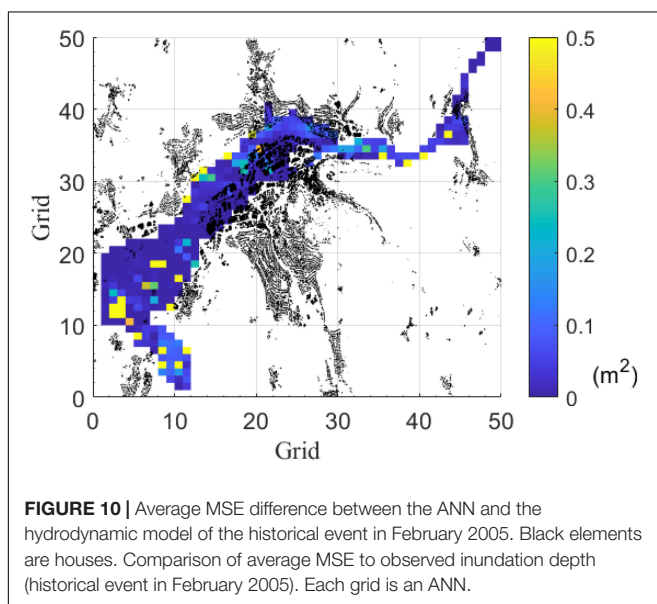 50
40
30
20
10
0
Grid
0 10 20 30 40 50
Grid
0.5
0.4
0.3
0.2
0.1
0
(m²)
FIGURE 10 | Average MSE difference between the ANN and the
hydrodynamic model of the historical event in February 2005. Black elements
are houses. Comparison of average MSE to observed inundation depth
(historical event in February 2005). Each grid is an ANN.